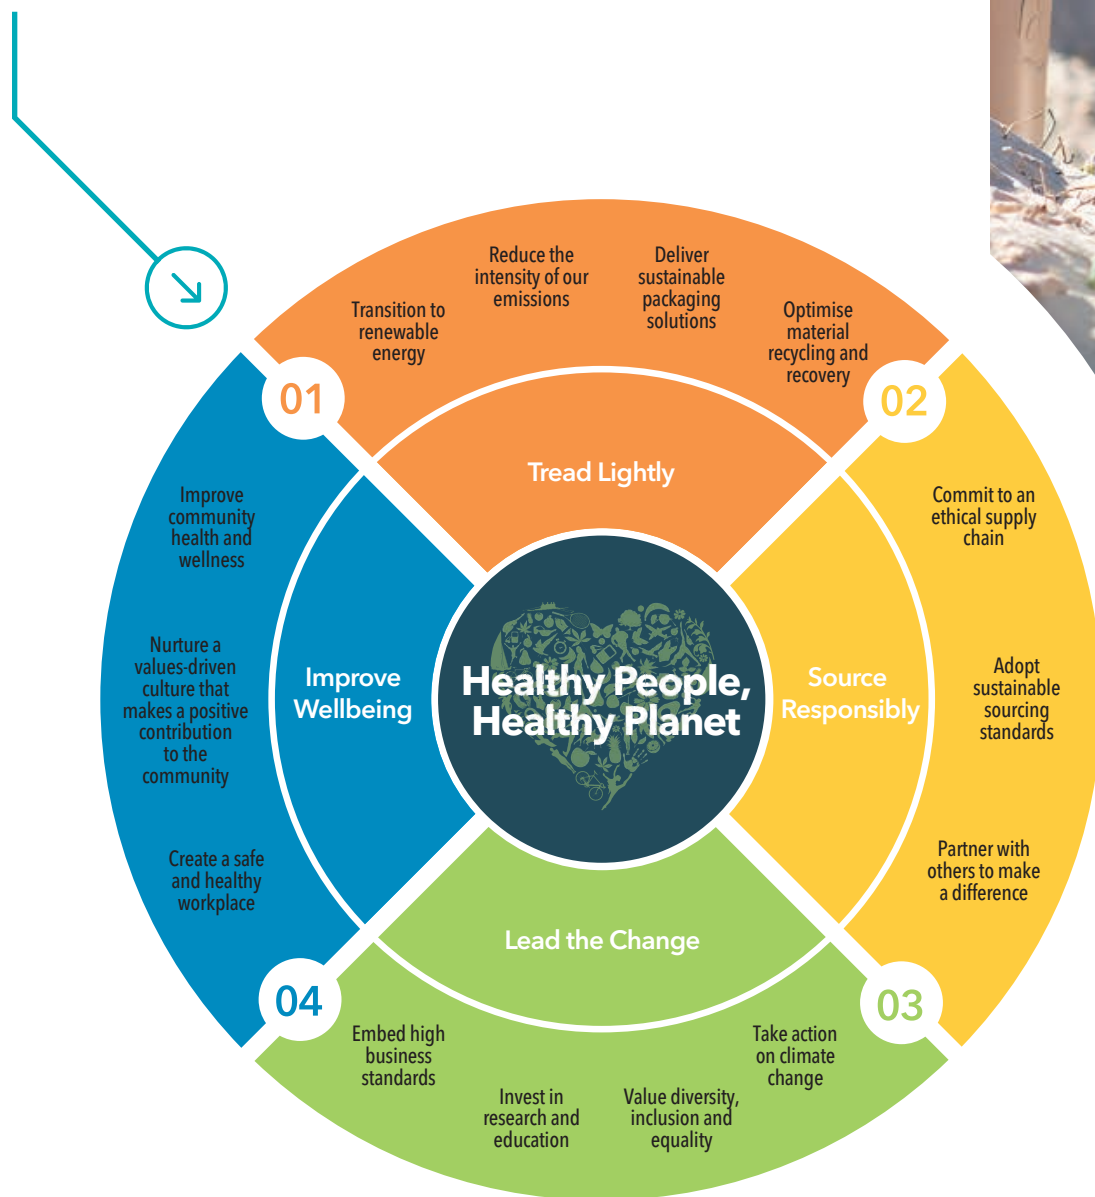 01
Transition to
renewable
energy
Reduce the
intensity of our
emissions
Deliver
sustainable
packaging
solutions
Optimise
material
recycling and
recovery
Tread Lightly
02
Commit to an
ethical supply
chain
Adopt
sustainable
sourcing
standards
Partner with
others to make
a difference
Source
Responsibly
03
Take action
on climate
change
Value diversity,
inclusion and
equality
Invest in
research and
education
Embed high
business
standards
Lead the Change
04
Improve
community
health and
wellness
Nurture a
values-driven
culture that
makes a positive
contribution
to the
community
Create a safe
and healthy
workplace
Improve
Wellbeing
Healthy People,
Healthy Planet